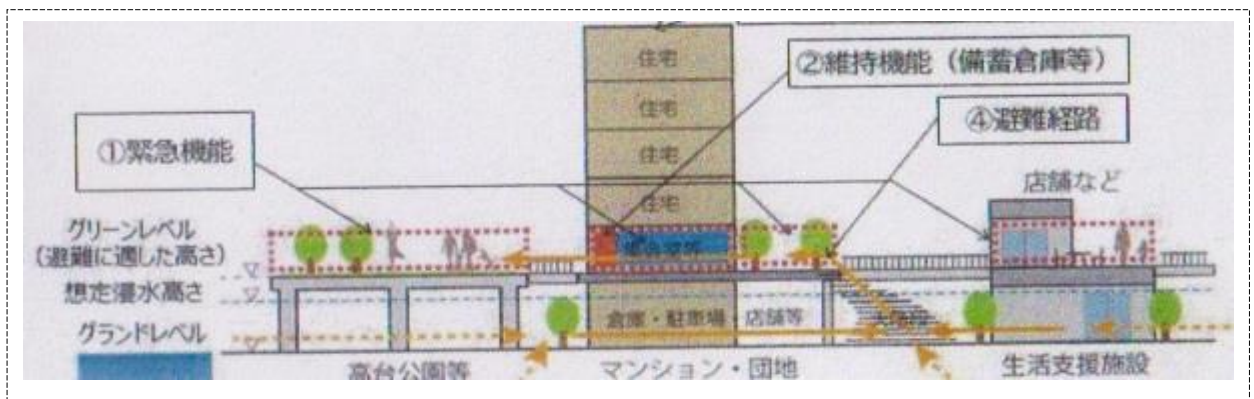 住宅
住宅
②維持機能(備蓄倉庫等)
住宅
④避難経路
①緊急機能
住宅
店舗など
グリーンレベル
(避難に適した高さ)
想定浸水高さ
グランドレベル
倉庫・駐車場・店舗等
大階段
高台公園等
マンション・団地
生活支援施設